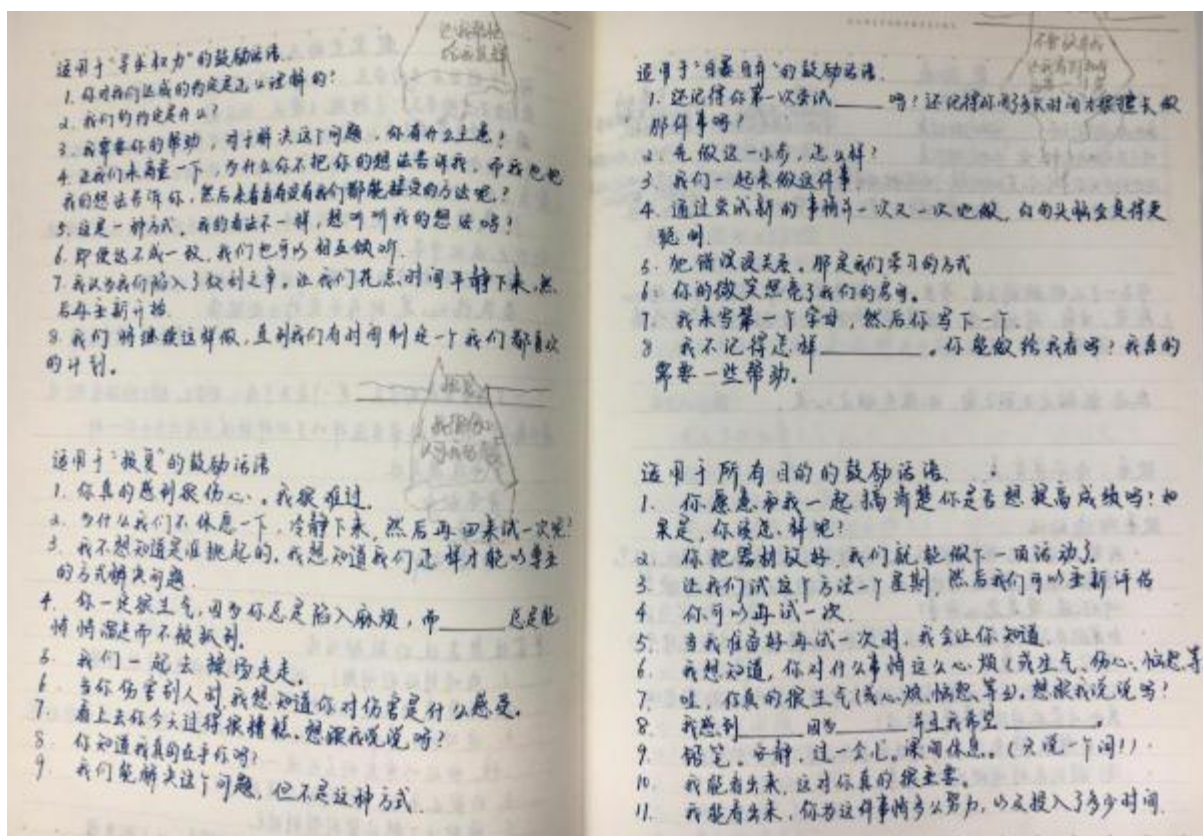 适用于“寻求权力”的鼓励话语.
1. 你对我们达成的约定是怎么理解的?
2. 我们的约定是什么?
3. 我需要你的帮助,对于解决这个问题,你有什么主意?
4. 让我们来商量一下,为什么你不把你的想法告诉我,而我也把
我的想法告诉你,然后来看看有没有我们都能接受的方法呢?
5. 这是一种方式,我的看法不一样,想听听我的想法吗?
6. 即使达不成一致,我们也可以相互倾听.
7. 我认为我们陷入了权利之争。让我们花点时间平静下来,然
后再重新开始.
8. 我们将继续这样做,直到我们有时间制定一个我们都喜欢
的计划。
报复
适用于“报复”的鼓励话语
1. 你真的感到很伤心。我很难过.
2. 为什么我们不休息一下,冷静下来,然后再回来试一次呢?
3. 我不想知道是谁挑起的,我想知道我们怎样才能以尊重
的方式解决问题.
4. 你一定很生气,因为你总是陷入麻烦,而______总是能
悄悄溜走而不被抓到.
5. 我们一起去操场走走.
6. 当你伤害别人时,我想知道你对伤害是什么感受。
7. 看上去你今天过得很糟糕。想跟我说说吗?
8. 你知道我真的在乎你吗?
9. 我们能解决这个问题,但不是这种方式.
适用于“自暴自弃”的鼓励话语.
1. 还记得你第一次尝试______吗?还记得你用了多长时间才擅长做
那件事吗?
2. 先做这一小步,怎么样?
3. 我们一起来做这件事.
4. 通过尝试新的事情并一次又一次地做,你的头脑会变得更
聪明.
5. 犯错误没关系。那是我们学习的方式
6. 你的微笑照亮了我们的房间。
7. 我来写第一个字母,然后你写下一个.
8 我不记得怎样________。你能做给我看吗?我真的
需要一些帮助。
适用于所有目的的鼓励话语.
1. 你愿意和我一起搞清楚你是否想提高成绩吗?如
果是,你该怎样呢?
2 你把器材放好,我们就能做下一项活动了.
3. 让我们试这个方法一个星期,然后我们可以重新评估
4. 你可以再试一次.
5. 当我准备好再试一次时,我会让你知道.
6. 我想知道,你对什么事情这么心烦(或生气、伤心、恼怒等
7. 哇,你真的很生气(或心烦、恼怒、等等),想跟我说说吗?
8. 我感到______因为______并且我希望________.
9. 铅笔。安静。过一会儿。课间休息。(只说一个词!).
10. 我能看出来,这对你真的很重要。
11. 我能看出来,你为这件事情多么努力,以及投入了多少时间.